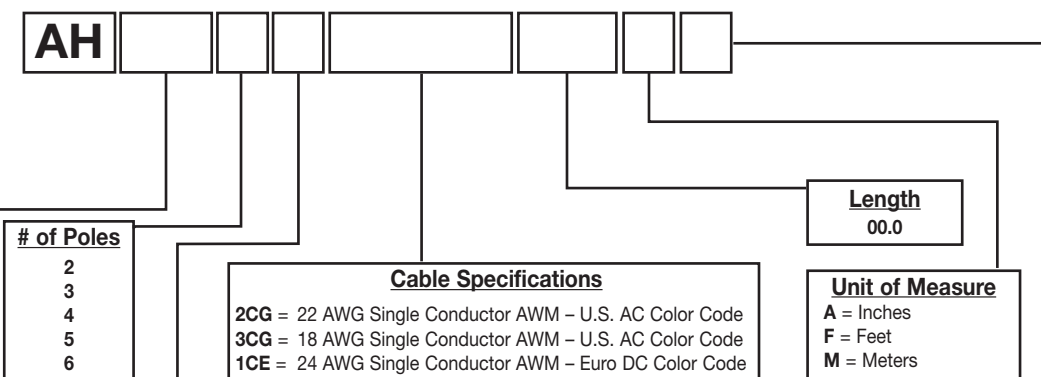 AH
# of Poles
2
3
4
5
6
Cable Specifications
2CG = 22 AWG Single Conductor AWM – U.S. AC Color Code
3CG = 18 AWG Single Conductor AWM – U.S. AC Color Code
1CE = 24 AWG Single Conductor AWM – Euro DC Color Code
Length
00.0
Unit of Measure
A = Inches
F = Feet
M = Meters